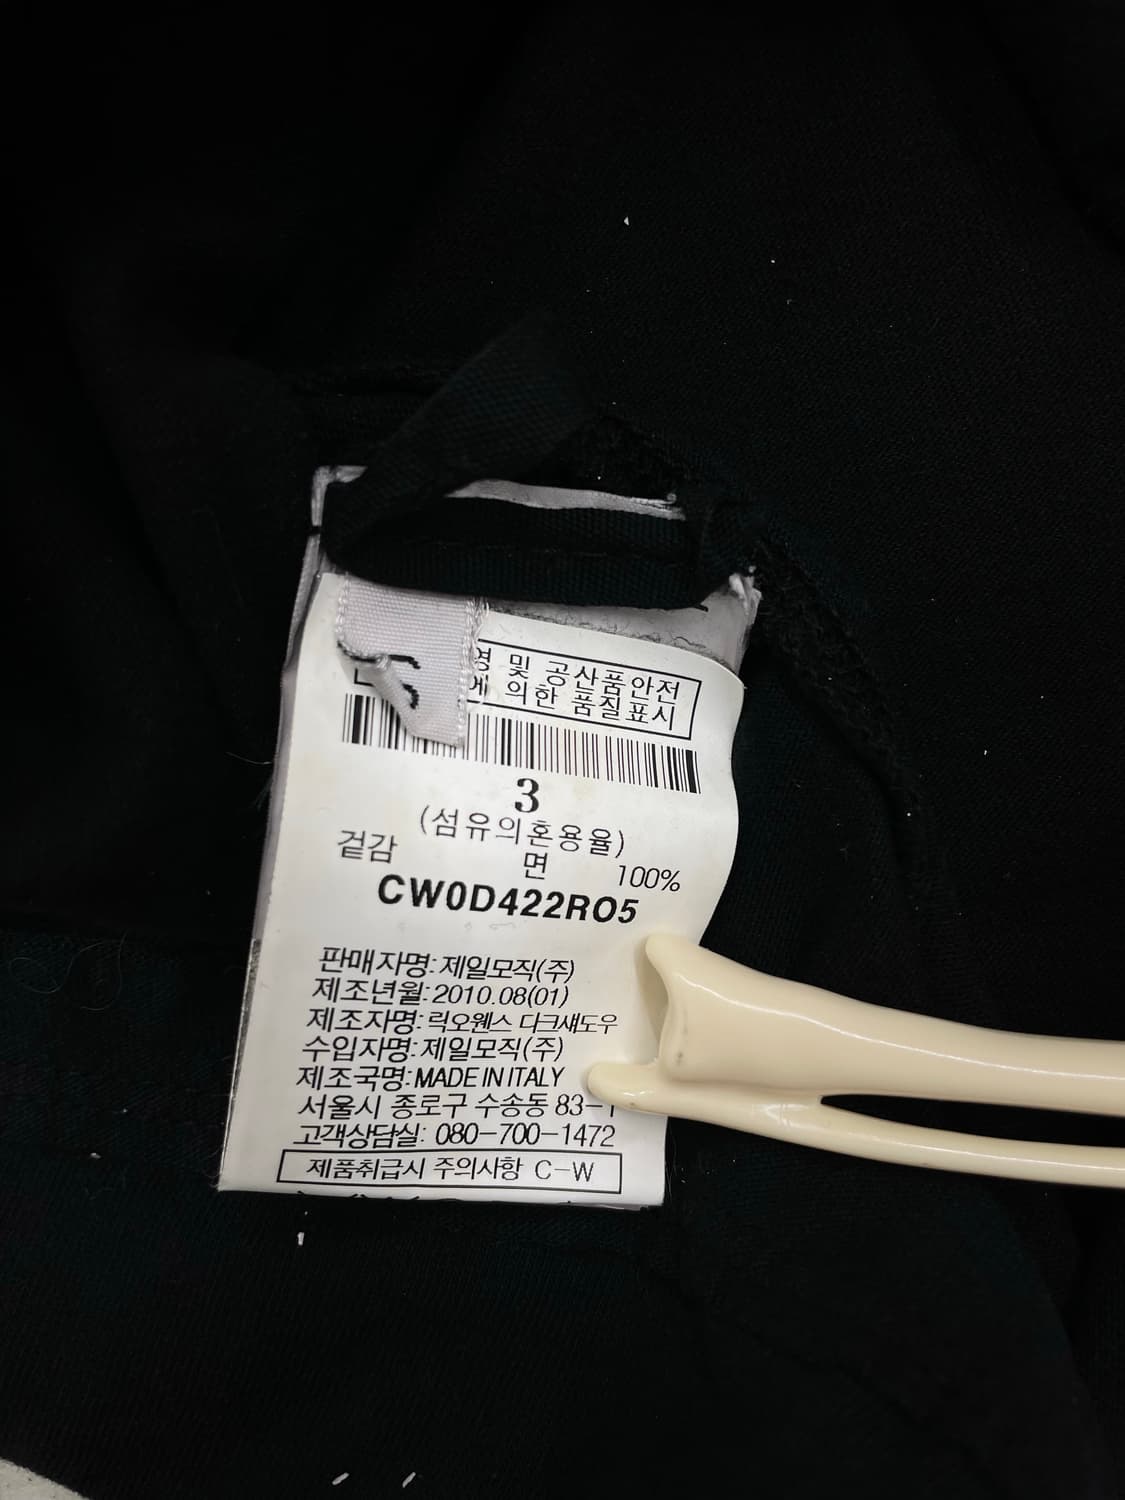 영 및 공산품안전
에 의한 품질표시
3
(섬유의혼용율)
겉감 면 100%
CW0D422RO5
판매자명: 제일모직(주)
제조년월: 2010.08(01)
제조자명: 릭오웬스 다크섀도우
수입자명: 제일모직(주)
제조국명: MADE IN ITALY
서울시 종로구 수송동 83-1
고객상담실: 080-700-1472
제품취급시 주의사항 C-W